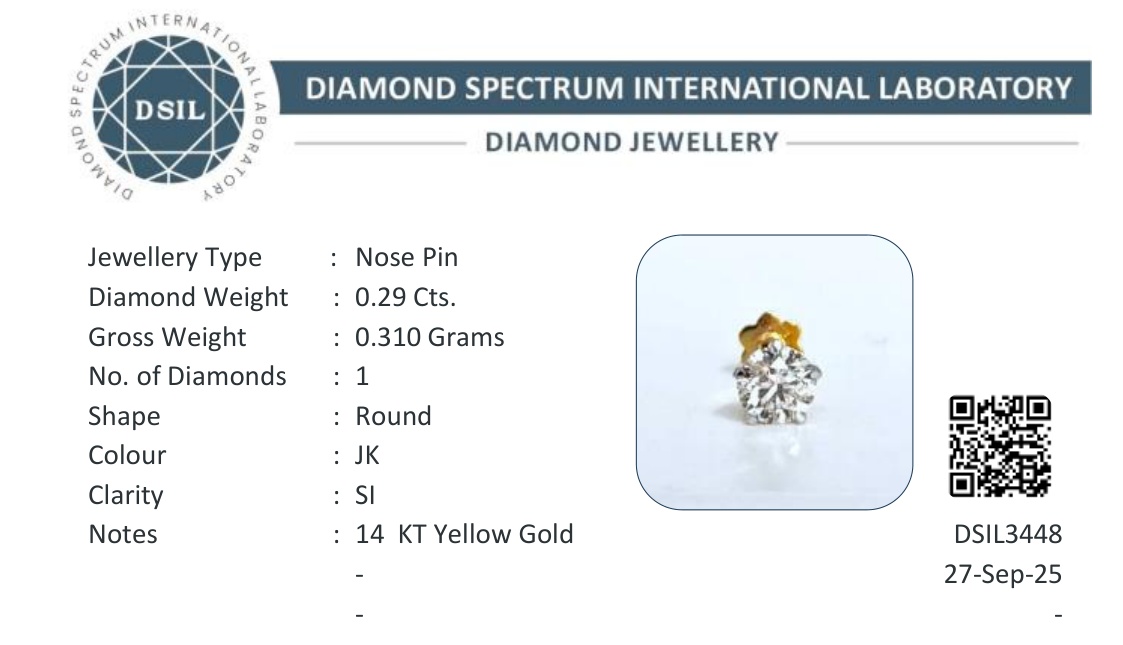 DIAMOND SPECTRUM INTERNATIONAL LABORATORY
DSIL
DIAMOND SPECTRUM INTERNATIONAL LABORATORY
DIAMOND JEWELLERY
Jewellery Type : Nose Pin
Diamond Weight : 0.29 Cts.
Gross Weight : 0.310 Grams
No. of Diamonds : 1
Shape : Round
Colour : JK
Clarity : SI
Notes : 14 KT Yellow Gold
-
-
DSIL3448
27-Sep-25
-